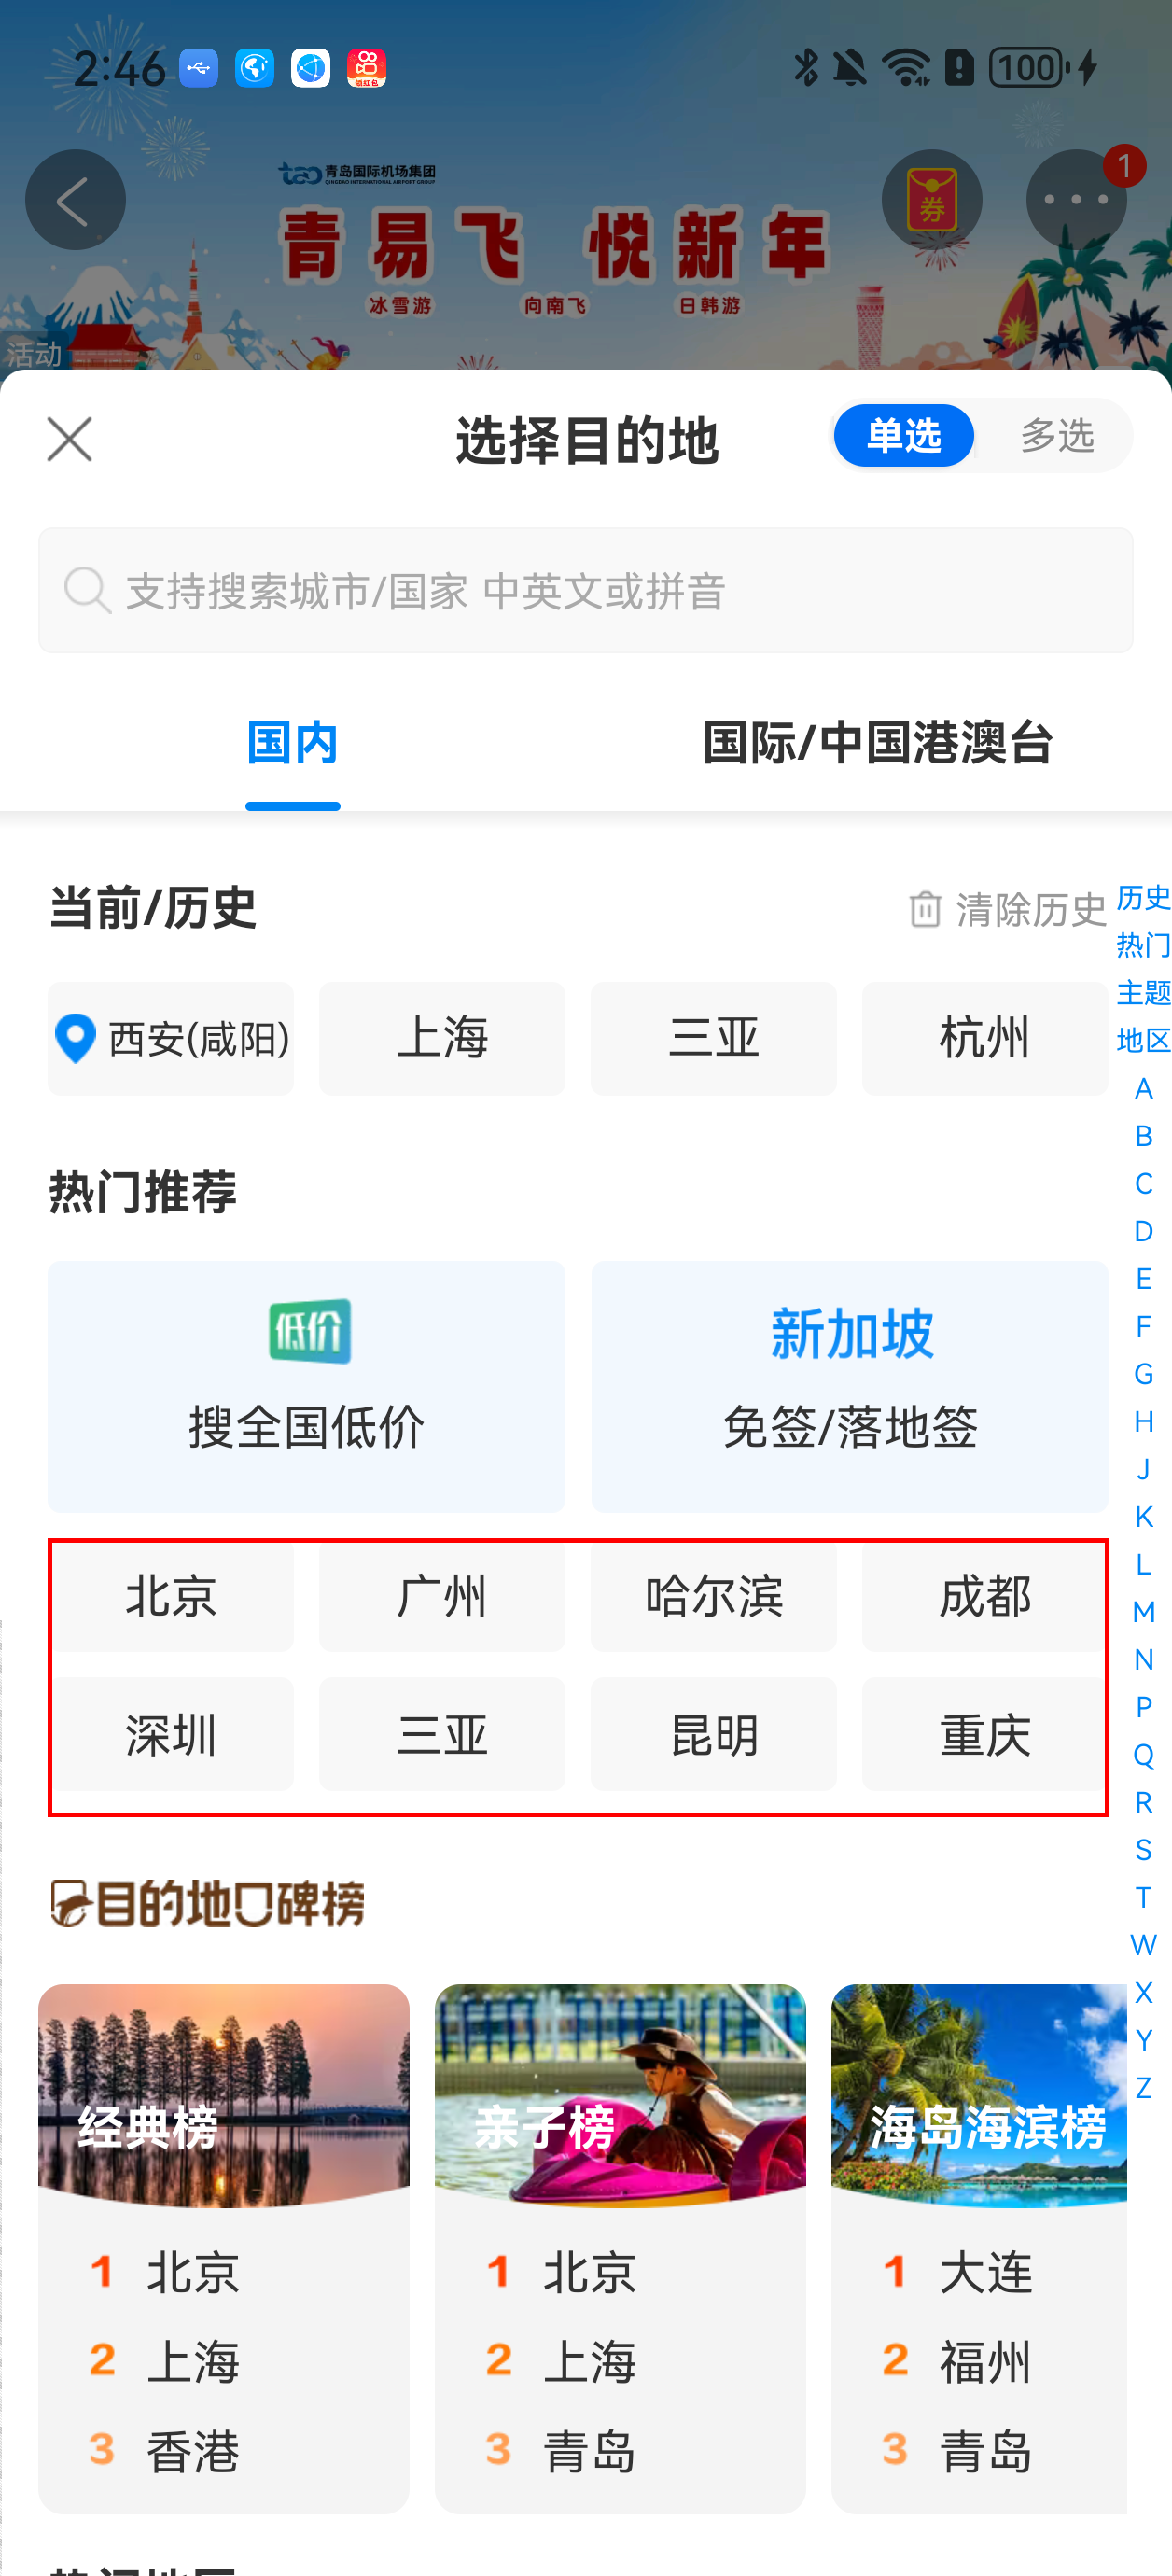 2:46
领红包
100
青岛国际机场集团
QINGDAO INTERNATIONAL AIRPORT GROUP
券
1
青易飞 悦新年
冰雪游 向南飞 日韩游
活动
选择目的地
单选 多选
支持搜索城市/国家 中英文或拼音
国内 国际/中国港澳台
当前/历史 清除历史
西安(咸阳) 上海 三亚 杭州
热门推荐
低价 新加坡
搜全国低价 免签/落地签
北京 广州 哈尔滨 成都
深圳 三亚 昆明 重庆
目的地口碑榜
经典榜 亲子榜 海岛海滨榜
1 北京 1 北京 1 大连
2 上海 2 上海 2 福州
3 香港 3 青岛 3 青岛
历史
热门
主题
地区
A
B
C
D
E
F
G
H
J
K
L
M
N
P
Q
R
S
T
W
X
Y
Z